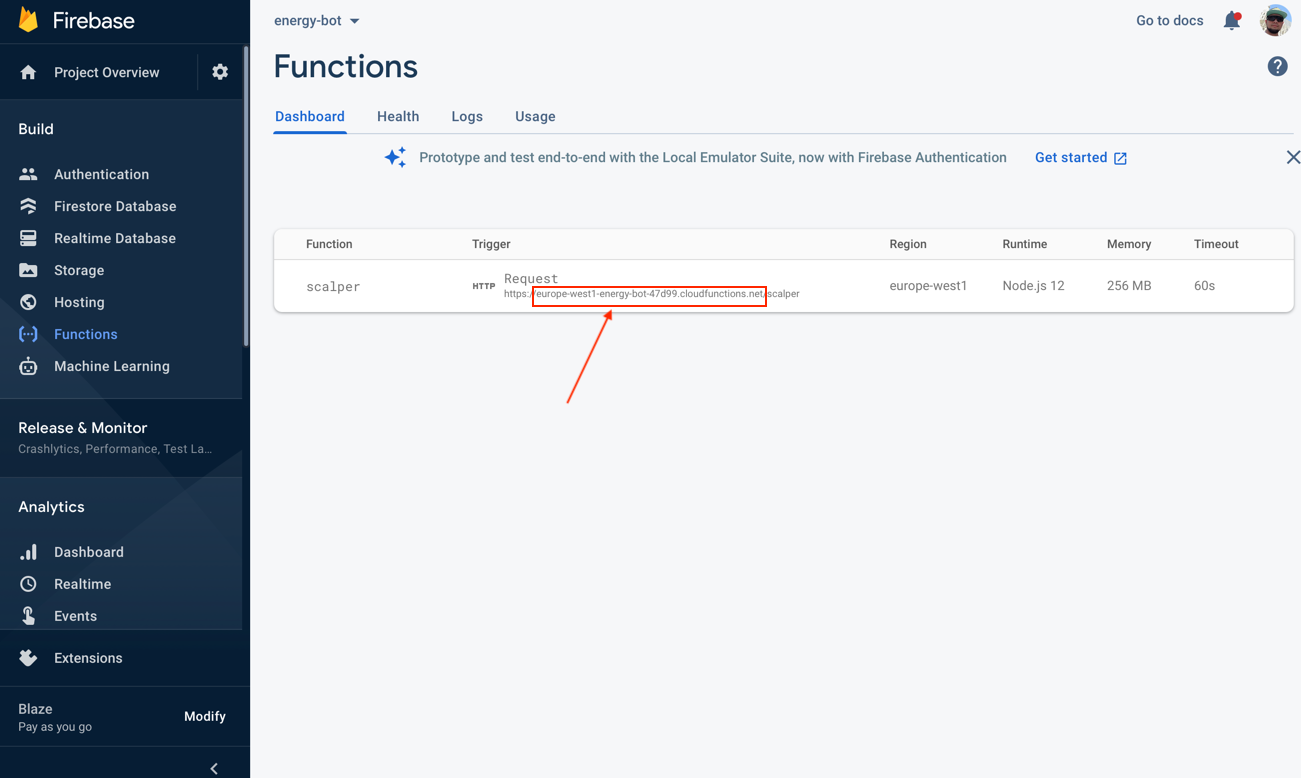 Firebase
energy-bot
Go to docs
Project Overview
Functions
Dashboard Health Logs Usage
Prototype and test end-to-end with the Local Emulator Suite, now with Firebase Authentication Get started
Build
Authentication
Firestore Database
Realtime Database
Storage
Hosting
Functions
Machine Learning
Function Trigger Region Runtime Memory Timeout
scalper HTTP Request europe-west1 Node.js 12 256 MB 60s
https://europe-west1-energy-bot-47d99.cloudfunctions.net/scalper
Release & Monitor
Crashlytics, Performance, Test La...
Analytics
Dashboard
Realtime
Events
Extensions
Blaze
Pay as you go
Modify